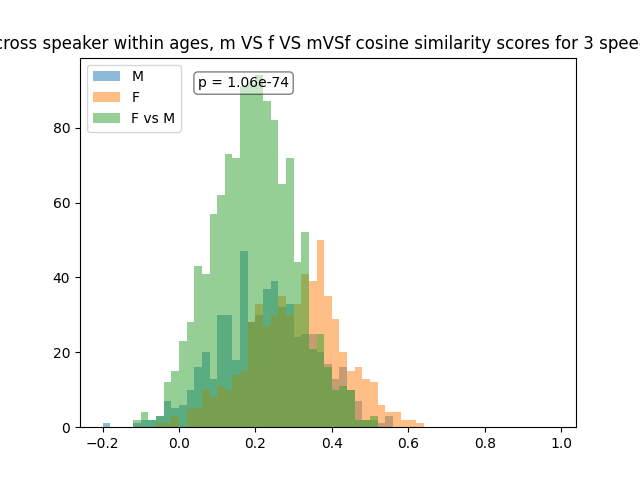 cross speaker within ages, m VS f VS mVSf cosine similarity scores for 3 spee
M
F
F vs M
p = 1.06e-74
80
60
40
20
0
−0.2 0.0 0.2 0.4 0.6 0.8 1.0